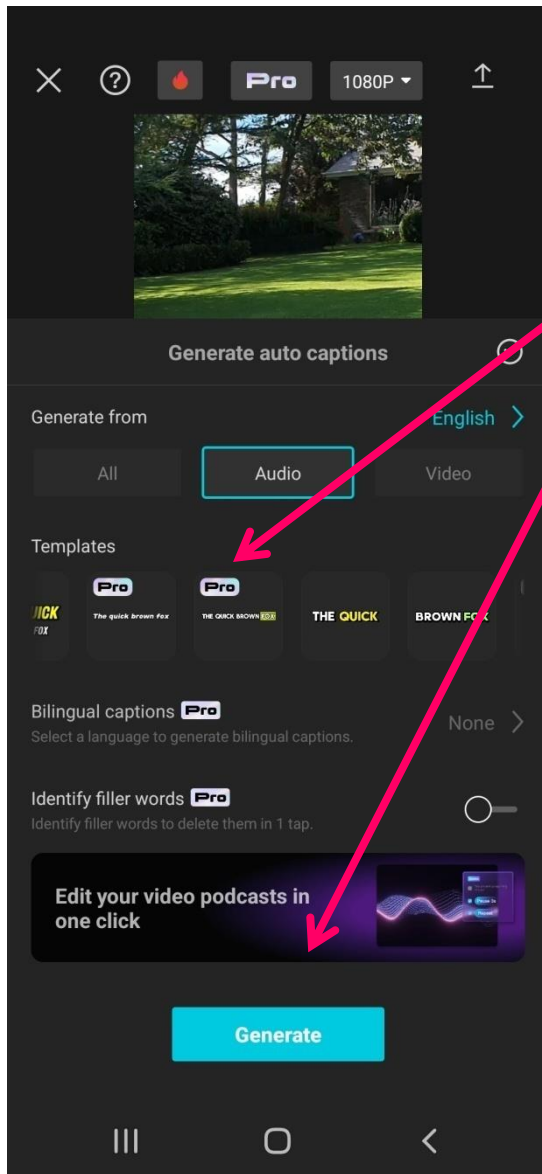 Pro
1080P
Generate auto captions
Generate from
English
All
Audio
Video
Templates
Pro
Pro
The quick brown fox
THE QUICK BROWN FOX
THE QUICK
BROWN FOX
FOX
Bilingual captions Pro
None
Select a language to generate bilingual captions.
Identify filler words Pro
Identify filler words to delete them in 1 tap.
Edit your video podcasts in
one click
Generate